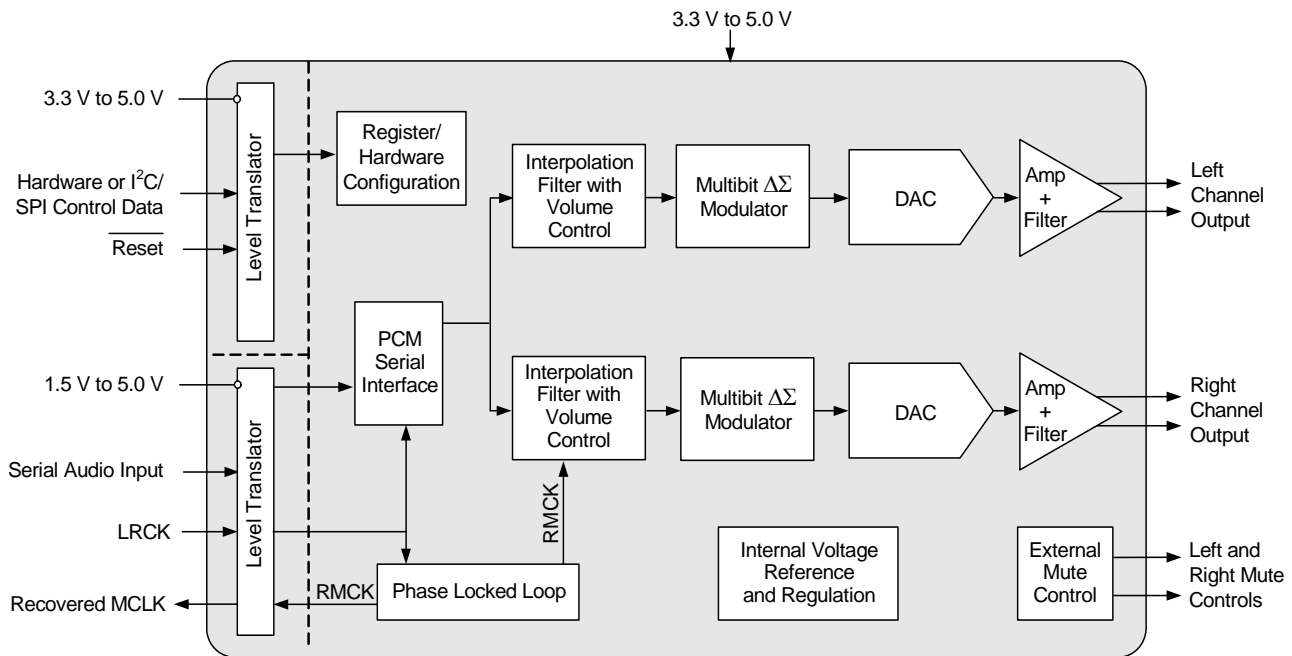 3.3 V to 5.0 V
3.3 V to 5.0 V
Hardware or I²C/
SPI Control Data
Reset
Level Translator
Register/
Hardware
Configuration
Interpolation
Filter with
Volume
Control
Multibit ΔΣ
Modulator
DAC
Amp
+
Filter
Left
Channel
Output
1.5 V to 5.0 V
Serial Audio Input
LRCK
Recovered MCLK
Level Translator
PCM
Serial
Interface
Interpolation
Filter with
Volume
Control
Multibit ΔΣ
Modulator
DAC
Amp
+
Filter
Right
Channel
Output
RMCK
RMCK
Phase Locked Loop
Internal Voltage
Reference
and Regulation
External
Mute
Control
Left and
Right Mute
Controls